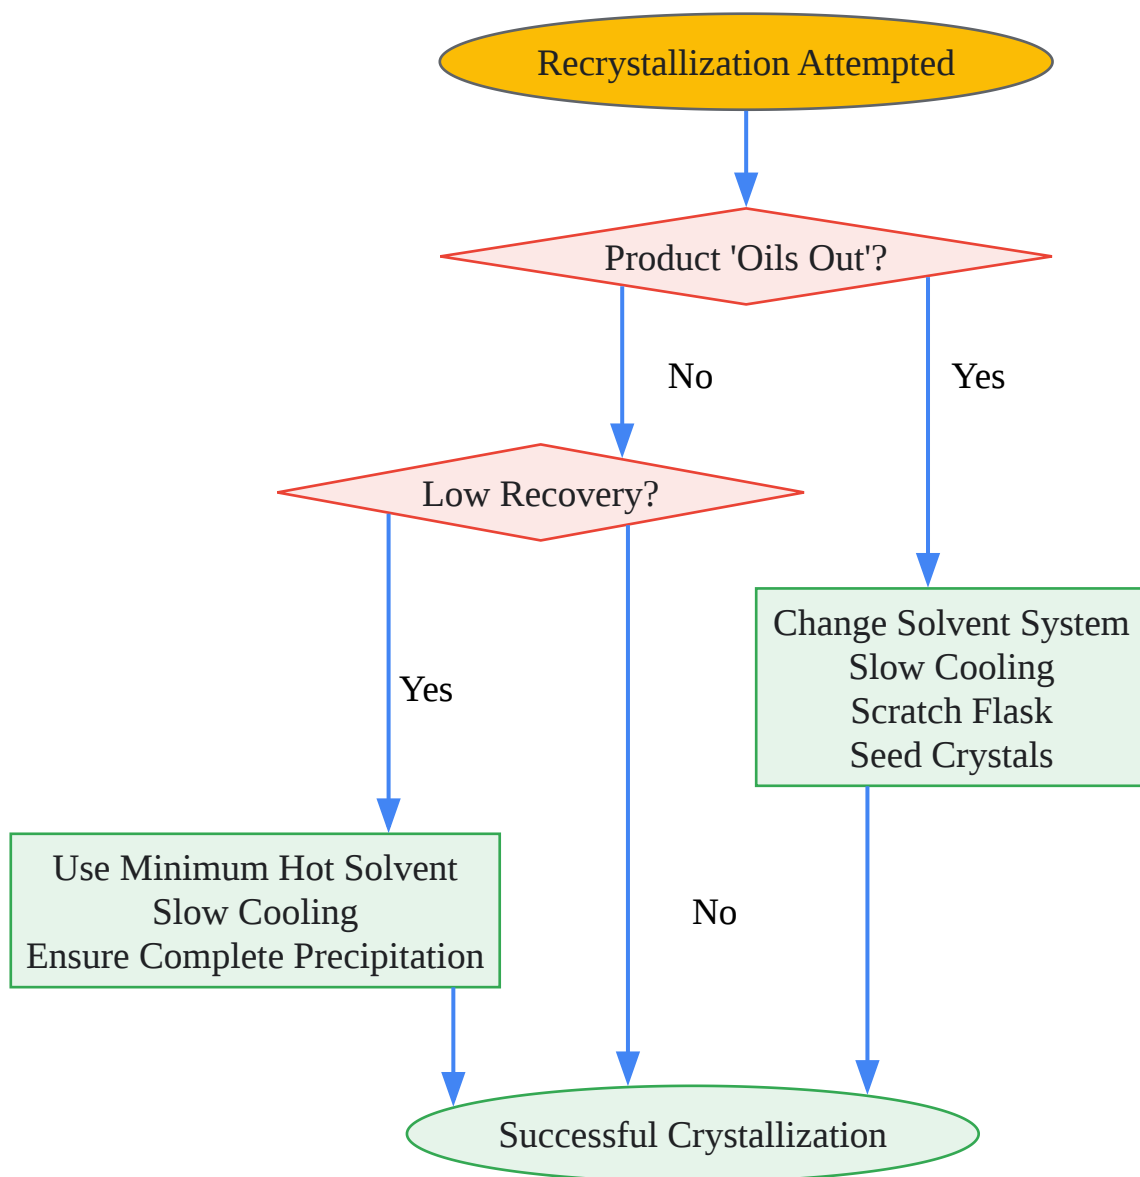 Recrystallization Attempted
Product 'Oils Out'?
No
Yes
Low Recovery?
Change Solvent System
Slow Cooling
Scratch Flask
Seed Crystals
Yes
Use Minimum Hot Solvent
Slow Cooling
Ensure Complete Precipitation
No
Successful Crystallization